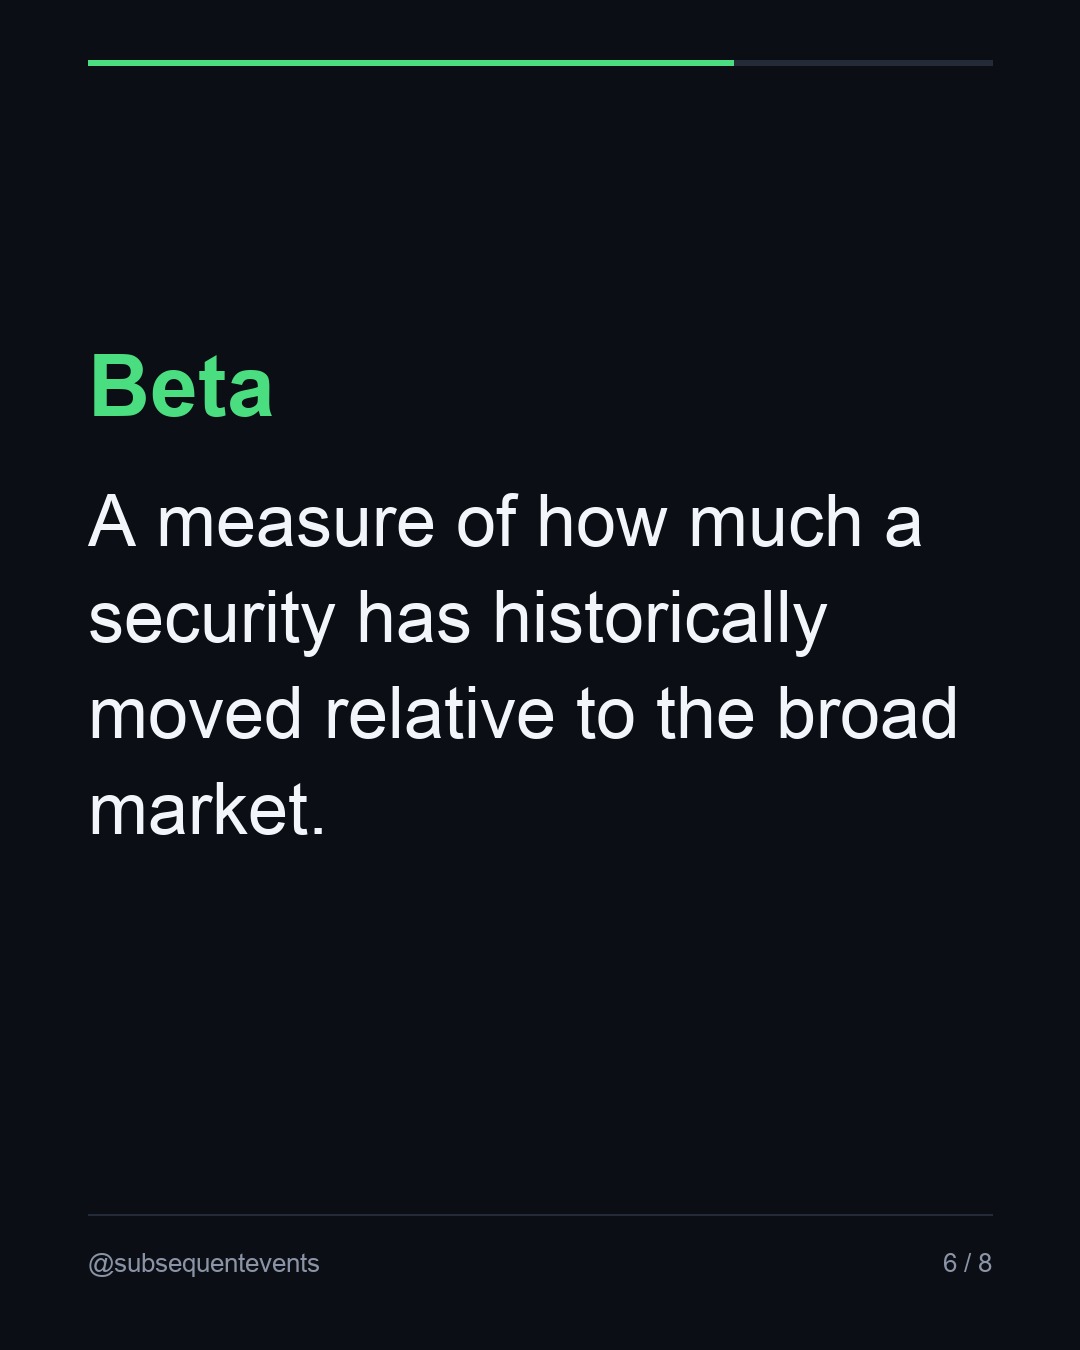 Beta
A measure of how much a
security has historically
moved relative to the broad
market.
@subsequentevents
6 / 8